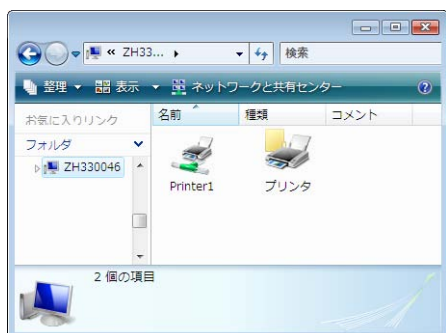 « ZH33...
検索
整理 表示 ネットワークと共有センター
お気に入りリンク
フォルダ
ZH330046
名前 種類 コメント
Printer1
プリンタ
2 個の項目